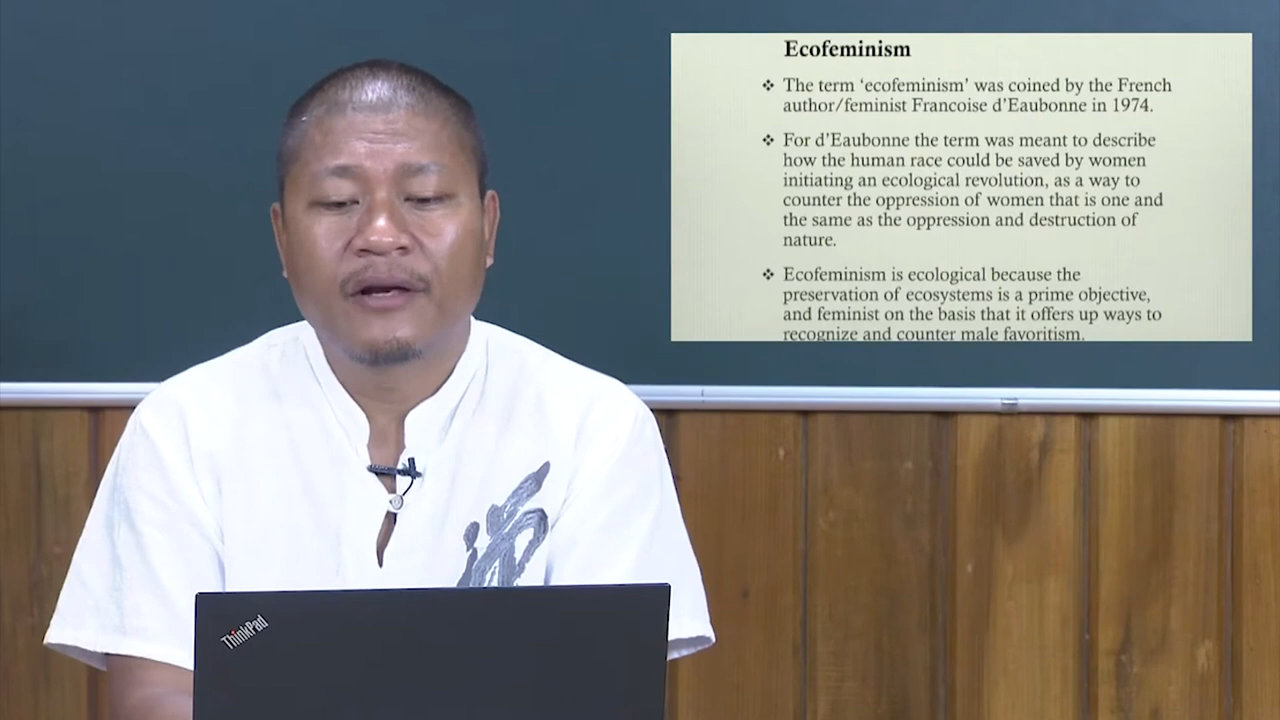 Ecofeminism
❖ The term ‘ecofeminism’ was coined by the French
author/feminist Francoise d’Eaubonne in 1974.
❖ For d’Eaubonne the term was meant to describe
how the human race could be saved by women
initiating an ecological revolution, as a way to
counter the oppression of women that is one and
the same as the oppression and destruction of
nature.
❖ Ecofeminism is ecological because the
preservation of ecosystems is a prime objective,
and feminist on the basis that it offers up ways to
recognize and counter male favoritism.
ThinkPad